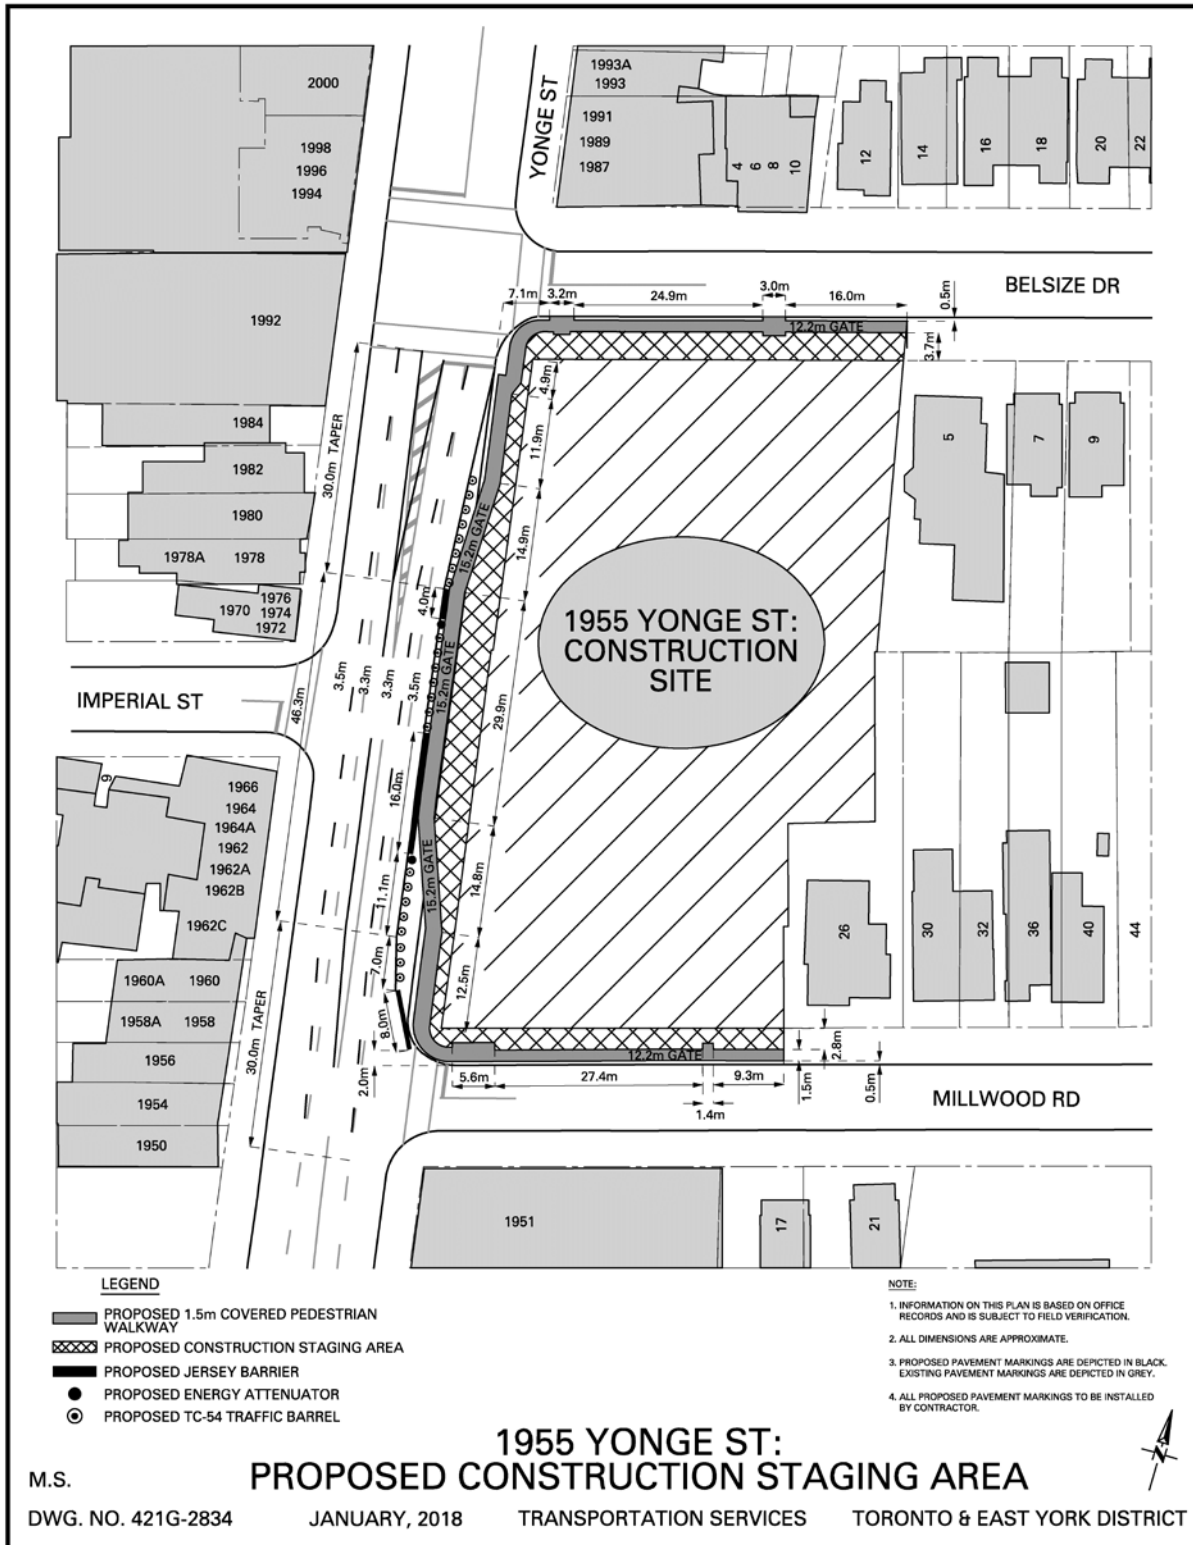 2000
1998
1996
1994
1992
1984
1982
1980
1978A 1978
1976
1970 1974
1972
IMPERIAL ST
9
1966
1964
1964A
1962
1962A
1962B
1962C
1960A 1960
1958A 1958
1956
1954
1950
YONGE ST
1993A
1993
1991
1989
1987
4
6
8
10
12
14
16
18
20
22
BELSIZE DR
7.1m
3.2m
24.9m
3.0m
16.0m
0.5m
12.2m GATE
3.7m
4.9m
11.9m
14.9m
29.9m
14.8m
12.5m
30.0m TAPER
46.3m
30.0m TAPER
3.5m
3.3m
3.3m
3.5m
4.0m
16.0m
11.1m
7.0m
8.0m
2.0m
15.2m GATE
15.2m GATE
15.2m GATE
1955 YONGE ST:
CONSTRUCTION
SITE
5
7
9
26
30
32
36
40
44
12.2m GATE
5.6m
27.4m
9.3m
1.4m
1.5m
2.8m
0.5m
MILLWOOD RD
1951
17
21
LEGEND
PROPOSED 1.5m COVERED PEDESTRIAN
WALKWAY
PROPOSED CONSTRUCTION STAGING AREA
PROPOSED JERSEY BARRIER
PROPOSED ENERGY ATTENUATOR
PROPOSED TC-54 TRAFFIC BARREL
NOTE:
1. INFORMATION ON THIS PLAN IS BASED ON OFFICE
RECORDS AND IS SUBJECT TO FIELD VERIFICATION.
2. ALL DIMENSIONS ARE APPROXIMATE.
3. PROPOSED PAVEMENT MARKINGS ARE DEPICTED IN BLACK.
EXISTING PAVEMENT MARKINGS ARE DEPICTED IN GREY.
4. ALL PROPOSED PAVEMENT MARKINGS TO BE INSTALLED
BY CONTRACTOR.
N
1955 YONGE ST:
PROPOSED CONSTRUCTION STAGING AREA
M.S.
DWG. NO. 421G-2834 JANUARY, 2018 TRANSPORTATION SERVICES TORONTO & EAST YORK DISTRICT